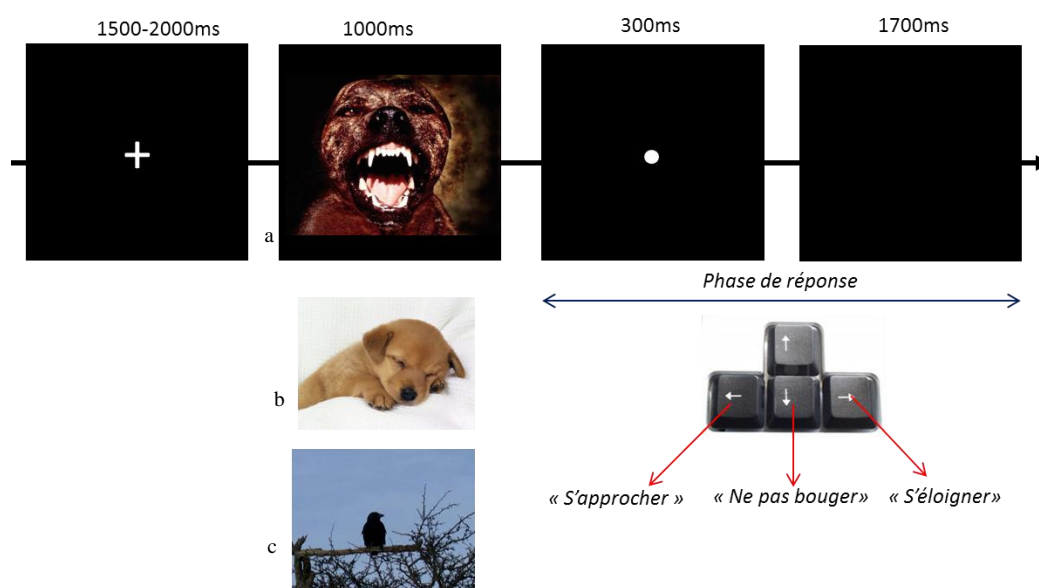 1500-2000ms 1000ms 300ms 1700ms
a
Phase de réponse
b
« S’approcher » « Ne pas bouger» « S’éloigner»
c